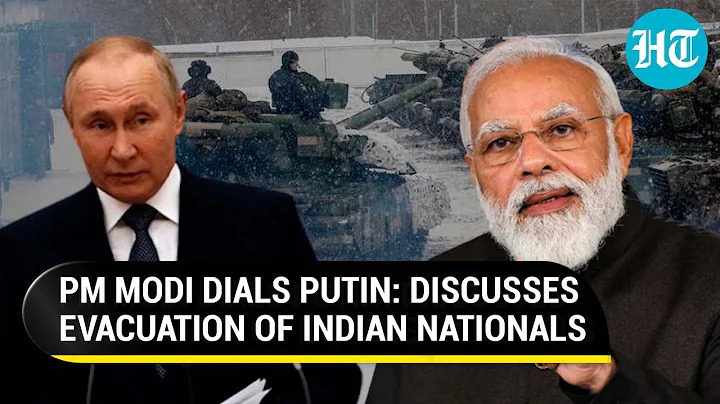 HT
PM MODI DIALS PUTIN: DISCUSSES
EVACUATION OF INDIAN NATIONALS